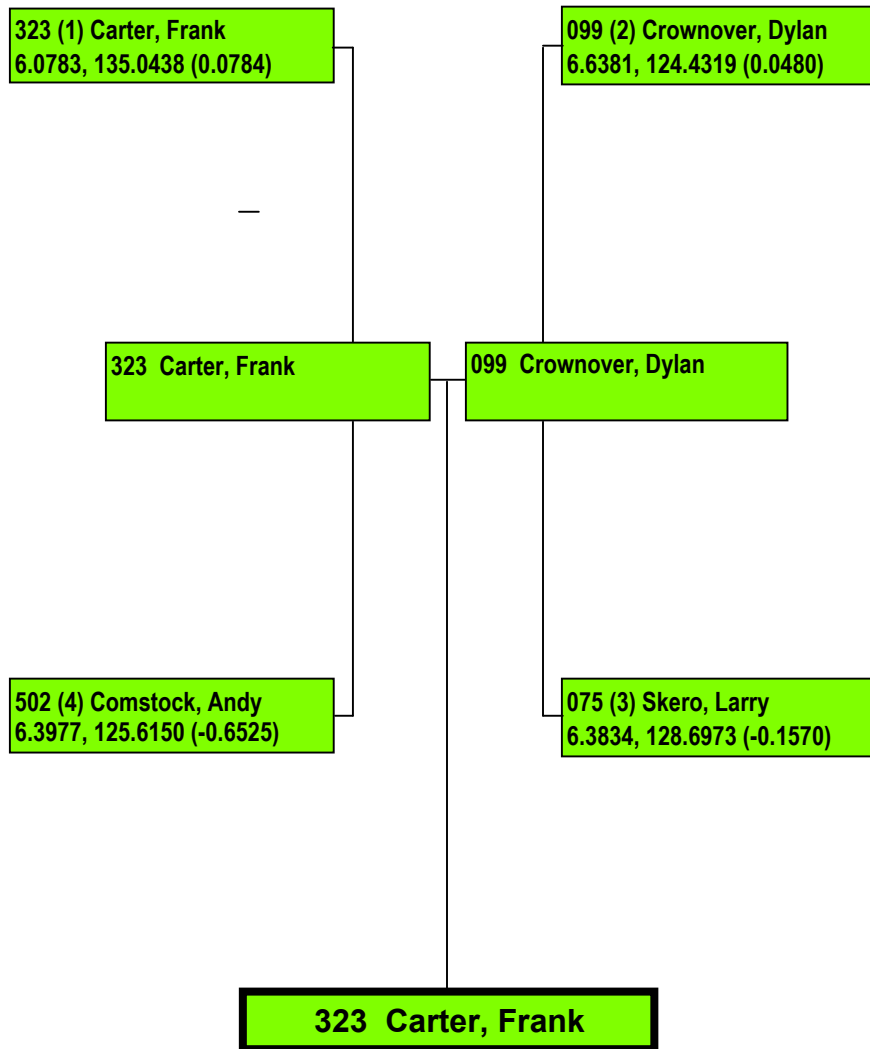 323 (1) Carter, Frank
6.0783, 135.0438 (0.0784)
099 (2) Crownover, Dylan
6.6381, 124.4319 (0.0480)
323 Carter, Frank
099 Crownover, Dylan
502 (4) Comstock, Andy
6.3977, 125.6150 (-0.6525)
075 (3) Skero, Larry
6.3834, 128.6973 (-0.1570)
323 Carter, Frank